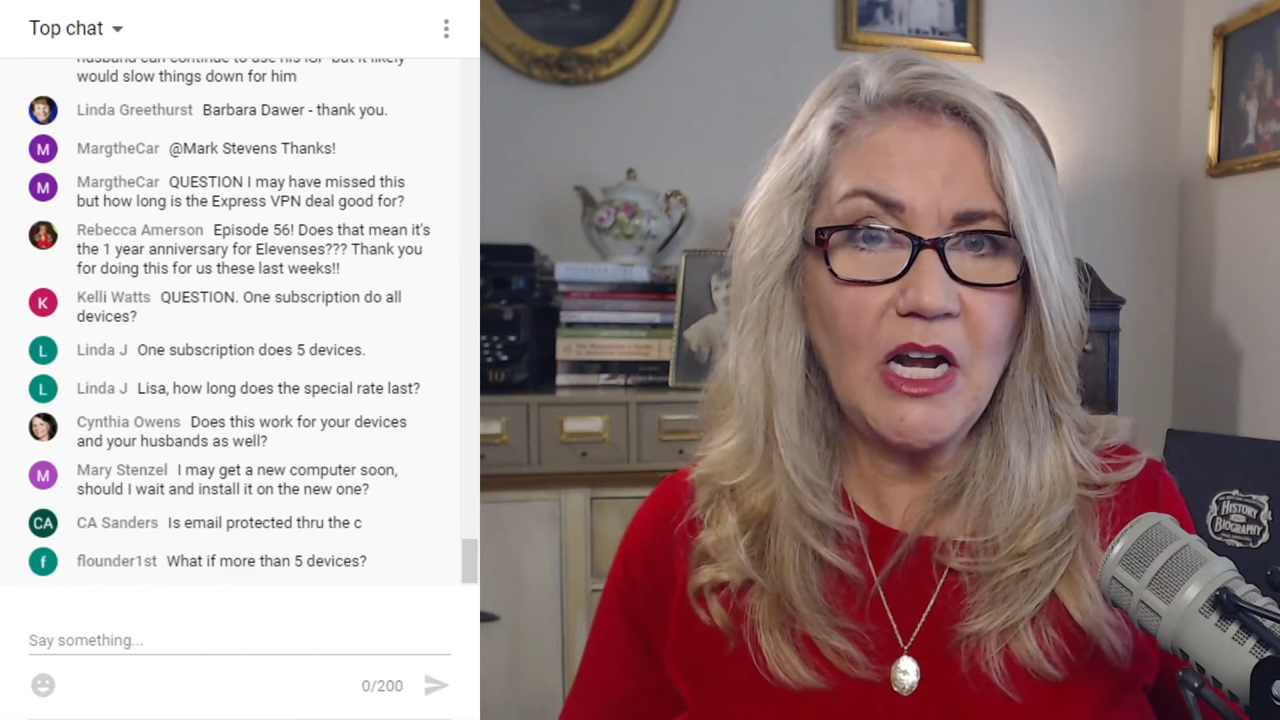 Top chat
husband can continue to use his ISP but it likely
would slow things down for him
Linda Greethurst Barbara Dawer - thank you.
M MargtheCar @Mark Stevens Thanks!
M MargtheCar QUESTION I may have missed this
but how long is the Express VPN deal good for?
Rebecca Amerson Episode 56! Does that mean it's
the 1 year anniversary for Elevenses??? Thank you
for doing this for us these last weeks!!
K Kelli Watts QUESTION. One subscription do all
devices?
L Linda J One subscription does 5 devices.
L Linda J Lisa, how long does the special rate last?
Cynthia Owens Does this work for your devices
and your husbands as well?
M Mary Stenzel I may get a new computer soon,
should I wait and install it on the new one?
CA CA Sanders Is email protected thru the c
f flounder1st What if more than 5 devices?
Say something...
0/200
HISTORY
BIOGRAPHY